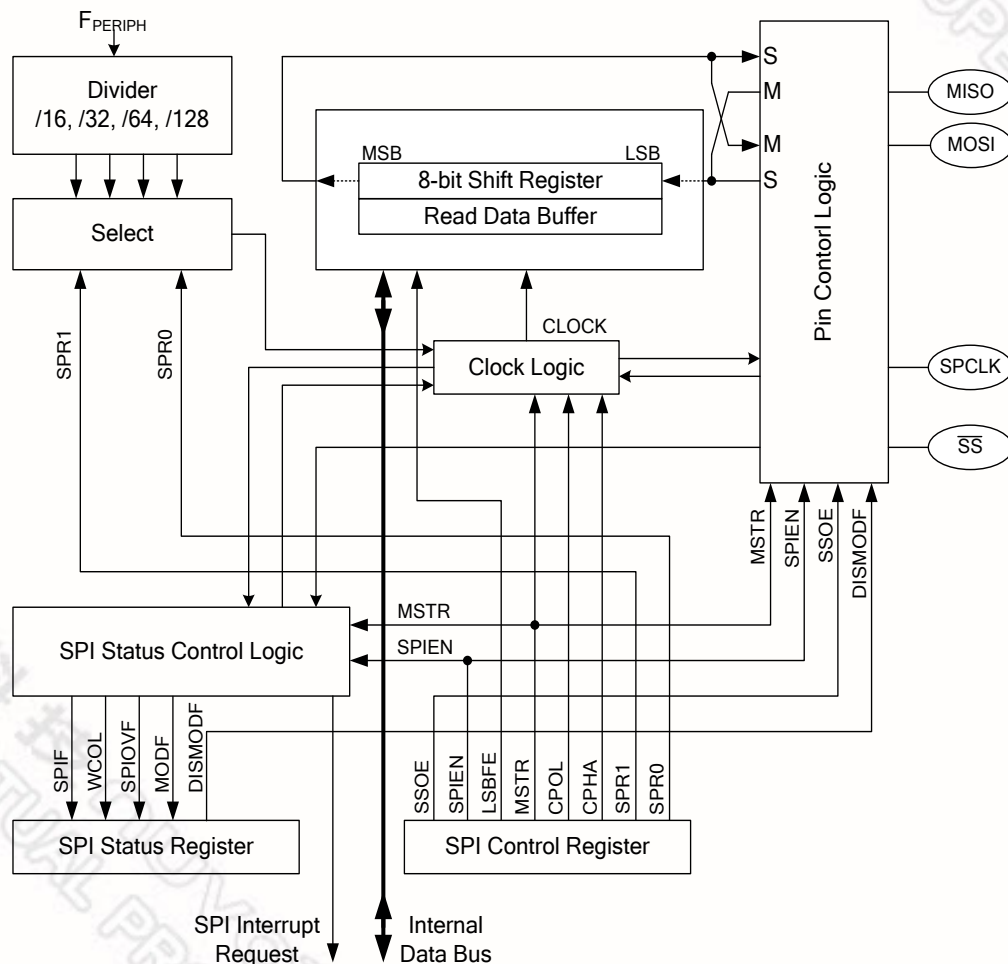 F_PERIPH
Divider
/16, /32, /64, /128
Select
MSB
LSB
8-bit Shift Register
Read Data Buffer
S
M
M
S
Pin Contorl Logic
MISO
MOSI
SPCLK
SS
CLOCK
Clock Logic
SPR1
SPR0
MSTR
SPIEN
SSOE
DISMODF
SPI Status Control Logic
MSTR
SPIEN
SPIF
WCOL
SPIOVF
MODF
DISMODF
SSOE
SPIEN
LSBFE
MSTR
CPOL
CPHA
SPR1
SPR0
SPI Status Register
SPI Control Register
SPI Interrupt
Request
Internal
Data Bus